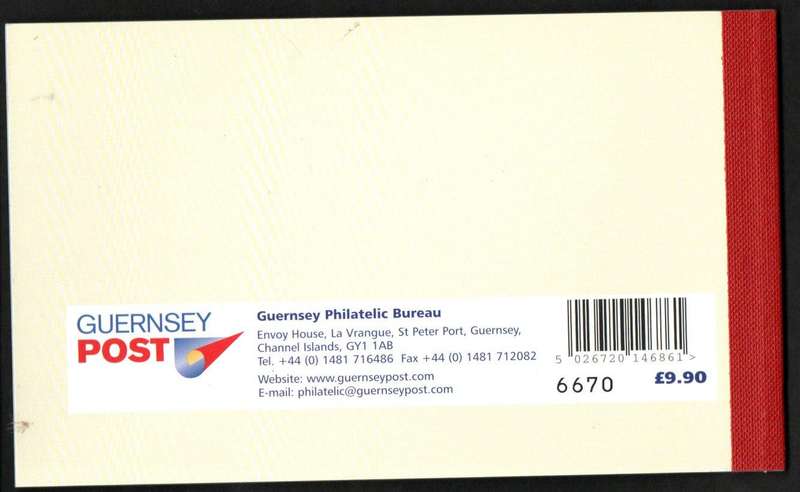 GUERNSEY
POST
Guernsey Philatelic Bureau
Envoy House, La Vrangue, St Peter Port, Guernsey,
Channel Islands, GY1 1AB
Tel. +44 (0) 1481 716486 Fax +44 (0) 1481 712082
Website: www.guernseypost.com
E-mail: philatelic@guernseypost.com
5 026720 146861 >
6670 £9.90